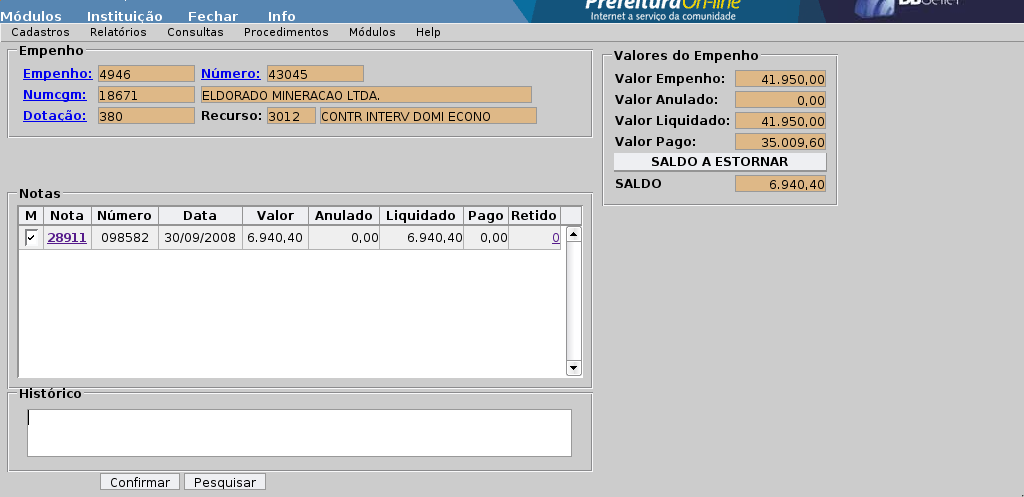 Módulos Instituição Fechar Info
PrefeituraOn-line
Internet a serviço da comunidade
Cadastros Relatórios Consultas Procedimentos Módulos Help
Empenho
Empenho: 4946 Número: 43045
Numcgm: 18671 ELDORADO MINERACAO LTDA.
Dotação: 380 Recurso: 3012 CONTR INTERV DOMI ECONO
Valores do Empenho
Valor Empenho: 41.950,00
Valor Anulado: 0,00
Valor Liquidado: 41.950,00
Valor Pago: 35.009,60
SALDO A ESTORNAR
SALDO 6.940,40
Notas
M Nota Número Data Valor Anulado Liquidado Pago Retido
28911 098582 30/09/2008 6.940,40 0,00 6.940,40 0,00 0
Histórico
Confirmar Pesquisar